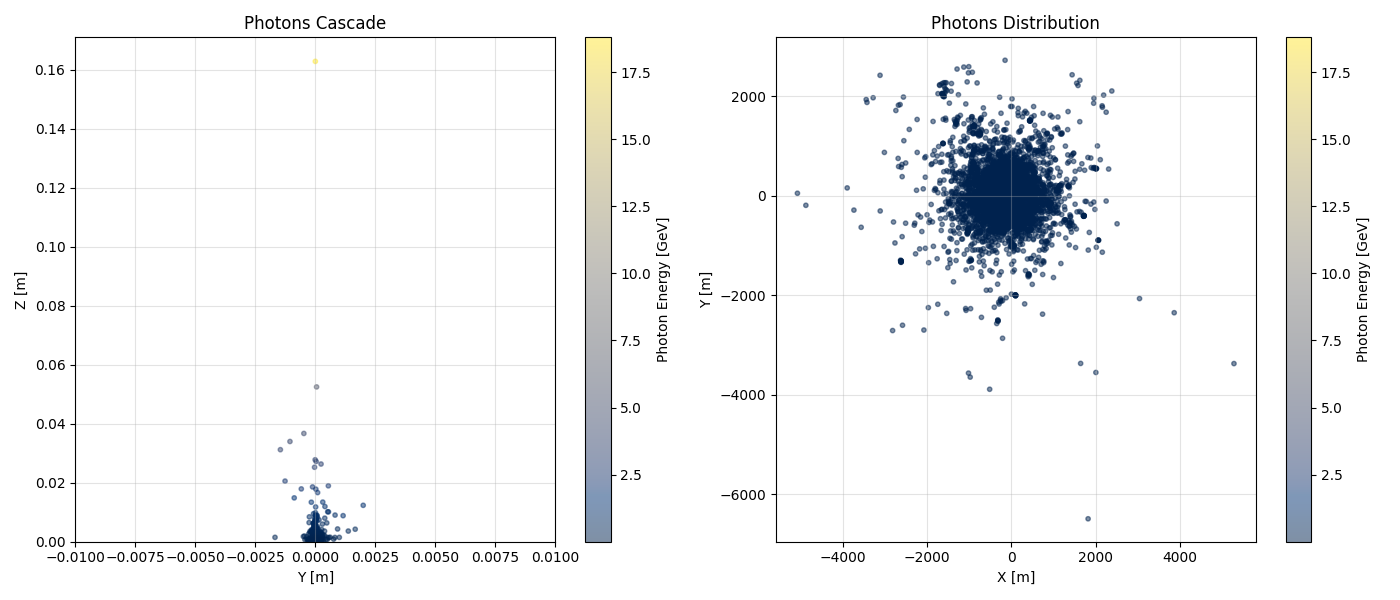 Photons Cascade
0.16
0.14
0.12
0.10
0.08
0.06
0.04
0.02
0.00
Z [m]
−0.0100 −0.0075 −0.0050 −0.0025 0.0000 0.0025 0.0050 0.0075 0.0100
Y [m]
17.5
15.0
12.5
10.0
7.5
5.0
2.5
Photon Energy [GeV]
Photons Distribution
2000
0
−2000
−4000
−6000
Y [m]
−4000 −2000 0 2000 4000
X [m]
17.5
15.0
12.5
10.0
7.5
5.0
2.5
Photon Energy [GeV]